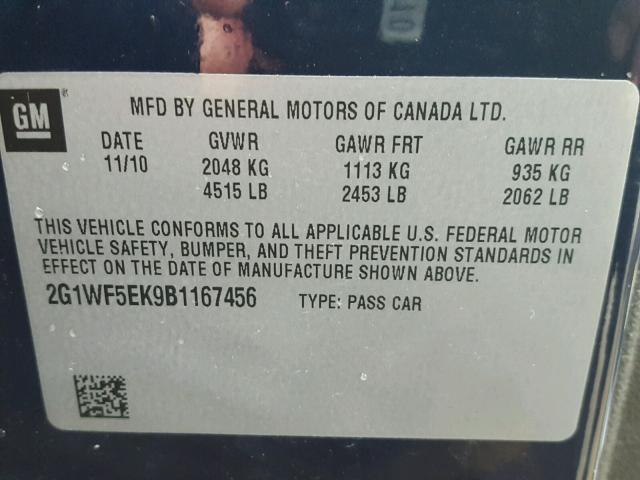 GM
MFD BY GENERAL MOTORS OF CANADA LTD.
DATE GVWR GAWR FRT GAWR RR
11/10 2048 KG 1113 KG 935 KG
4515 LB 2453 LB 2062 LB
THIS VEHICLE CONFORMS TO ALL APPLICABLE U.S. FEDERAL MOTOR
VEHICLE SAFETY, BUMPER, AND THEFT PREVENTION STANDARDS IN
EFFECT ON THE DATE OF MANUFACTURE SHOWN ABOVE.
2G1WF5EK9B1167456 TYPE: PASS CAR